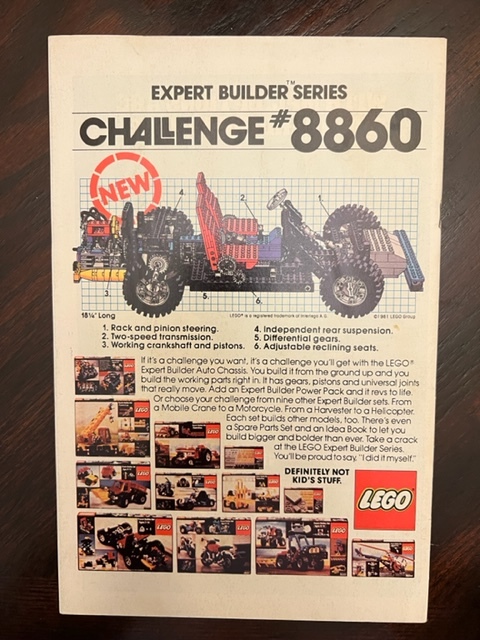 EXPERT BUILDER™ SERIES
CHALLENGE #8860
NEW
4.
2.
1.
3.
5.
6.
18¼" Long
LEGO® is a registered trademark of Interlego A.G.
©1981 LEGO Group
1. Rack and pinion steering.
2. Two-speed transmission.
3. Working crankshaft and pistons.
4. Independent rear suspension.
5. Differential gears.
6. Adjustable reclining seats.
If it's a challenge you want, it's a challenge you'll get with the LEGO®
Expert Builder Auto Chassis. You build it from the ground up and you
build the working parts right in. It has gears, pistons and universal joints
that really move. Add an Expert Builder Power Pack and it revs to life.
Or choose your challenge from nine other Expert Builder sets. From
a Mobile Crane to a Motorcycle. From a Harvester to a Helicopter.
Each set builds other models, too. There's even
a Spare Parts Set and an Idea Book to let you
build bigger and bolder than ever. Take a crack
at the LEGO Expert Builder Series.
You'll be proud to say, "I did it myself."
DEFINITELY NOT
KID'S STUFF.
LEGO